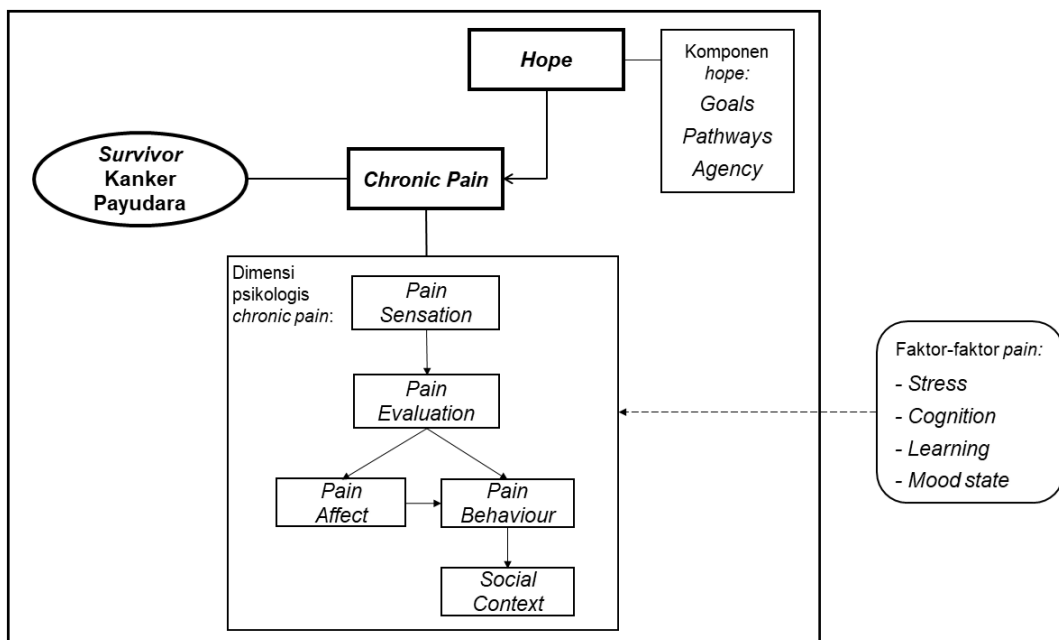 Hope
Komponen
hope:
Goals
Pathways
Agency
Survivor
Kanker
Payudara
Chronic Pain
Dimensi
psikologis
chronic pain:
Pain
Sensation
Pain
Evaluation
Pain
Affect
Pain
Behaviour
Social
Context
Faktor-faktor pain:
- Stress
- Cognition
- Learning
- Mood state